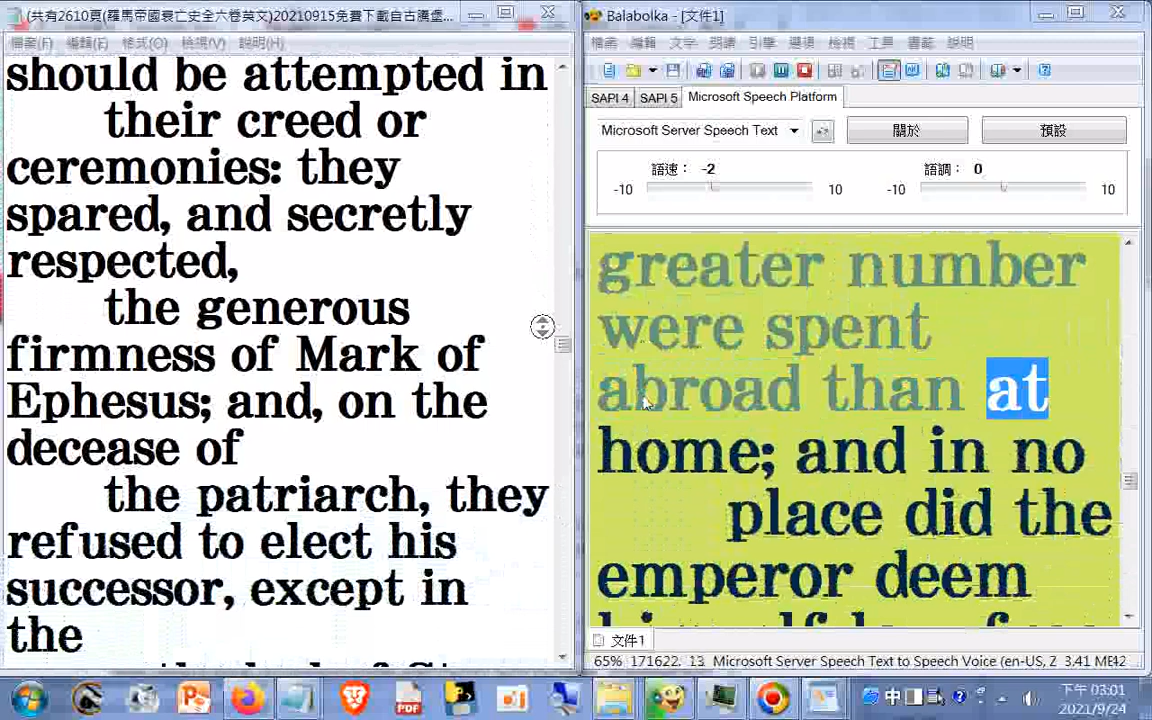 (共有2610頁(羅馬帝國衰亡史全六卷英文)20210915免費下載自古騰堡...
檔案(F) 編輯(E) 格式(O) 檢視(V) 說明(H)
should be attempted in
their creed or
ceremonies: they
spared, and secretly
respected,
the generous
firmness of Mark of
Ephesus; and, on the
decease of
the patriarch, they
refused to elect his
successor, except in
the
Balabolka - [文件1]
檔案 編輯 文字 朗讀 引擎 選項 檢視 工具 書籤 說明
SAPI 4 SAPI 5 Microsoft Speech Platform
Microsoft Server Speech Text 關於 預設
語速： -2 語調： 0
-10 10 -10 10
greater number
were spent
abroad than at
home; and in no
place did the
emperor deem
文件1
65% 171622. 13 Microsoft Server Speech Text to Speech Voice (en-US, Z 3.41 ME42
PDF 中 下午 03:01
2021/9/24